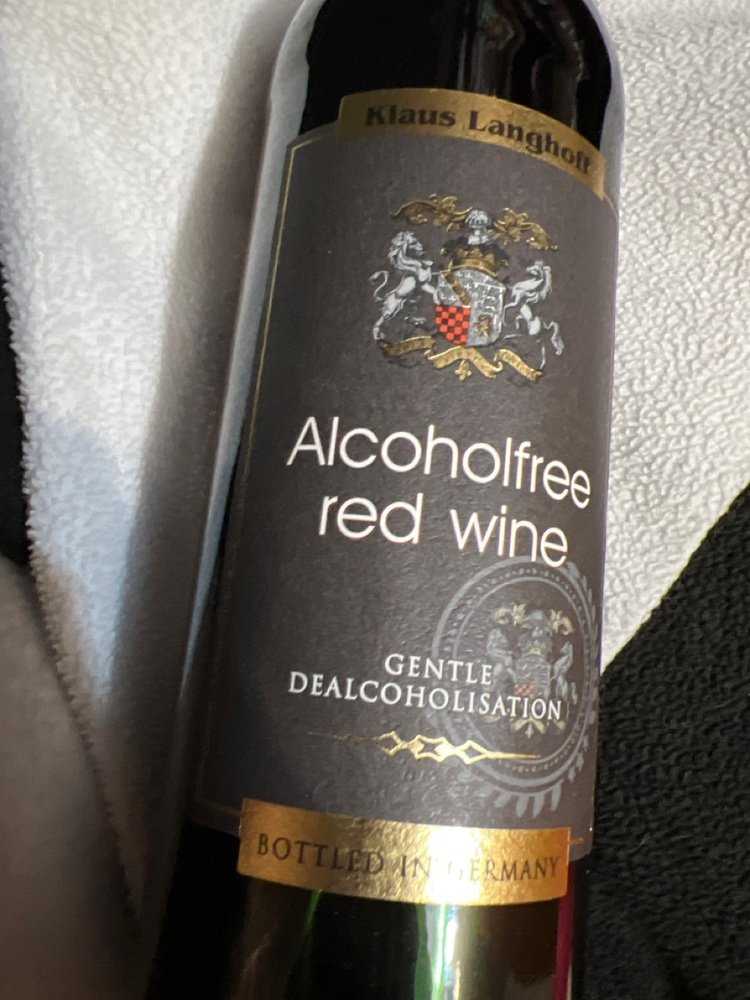 Klaus Langhoff
Alcoholfree
red wine
GENTLE
DEALCOHOLISATION
BOTTLED IN GERMANY